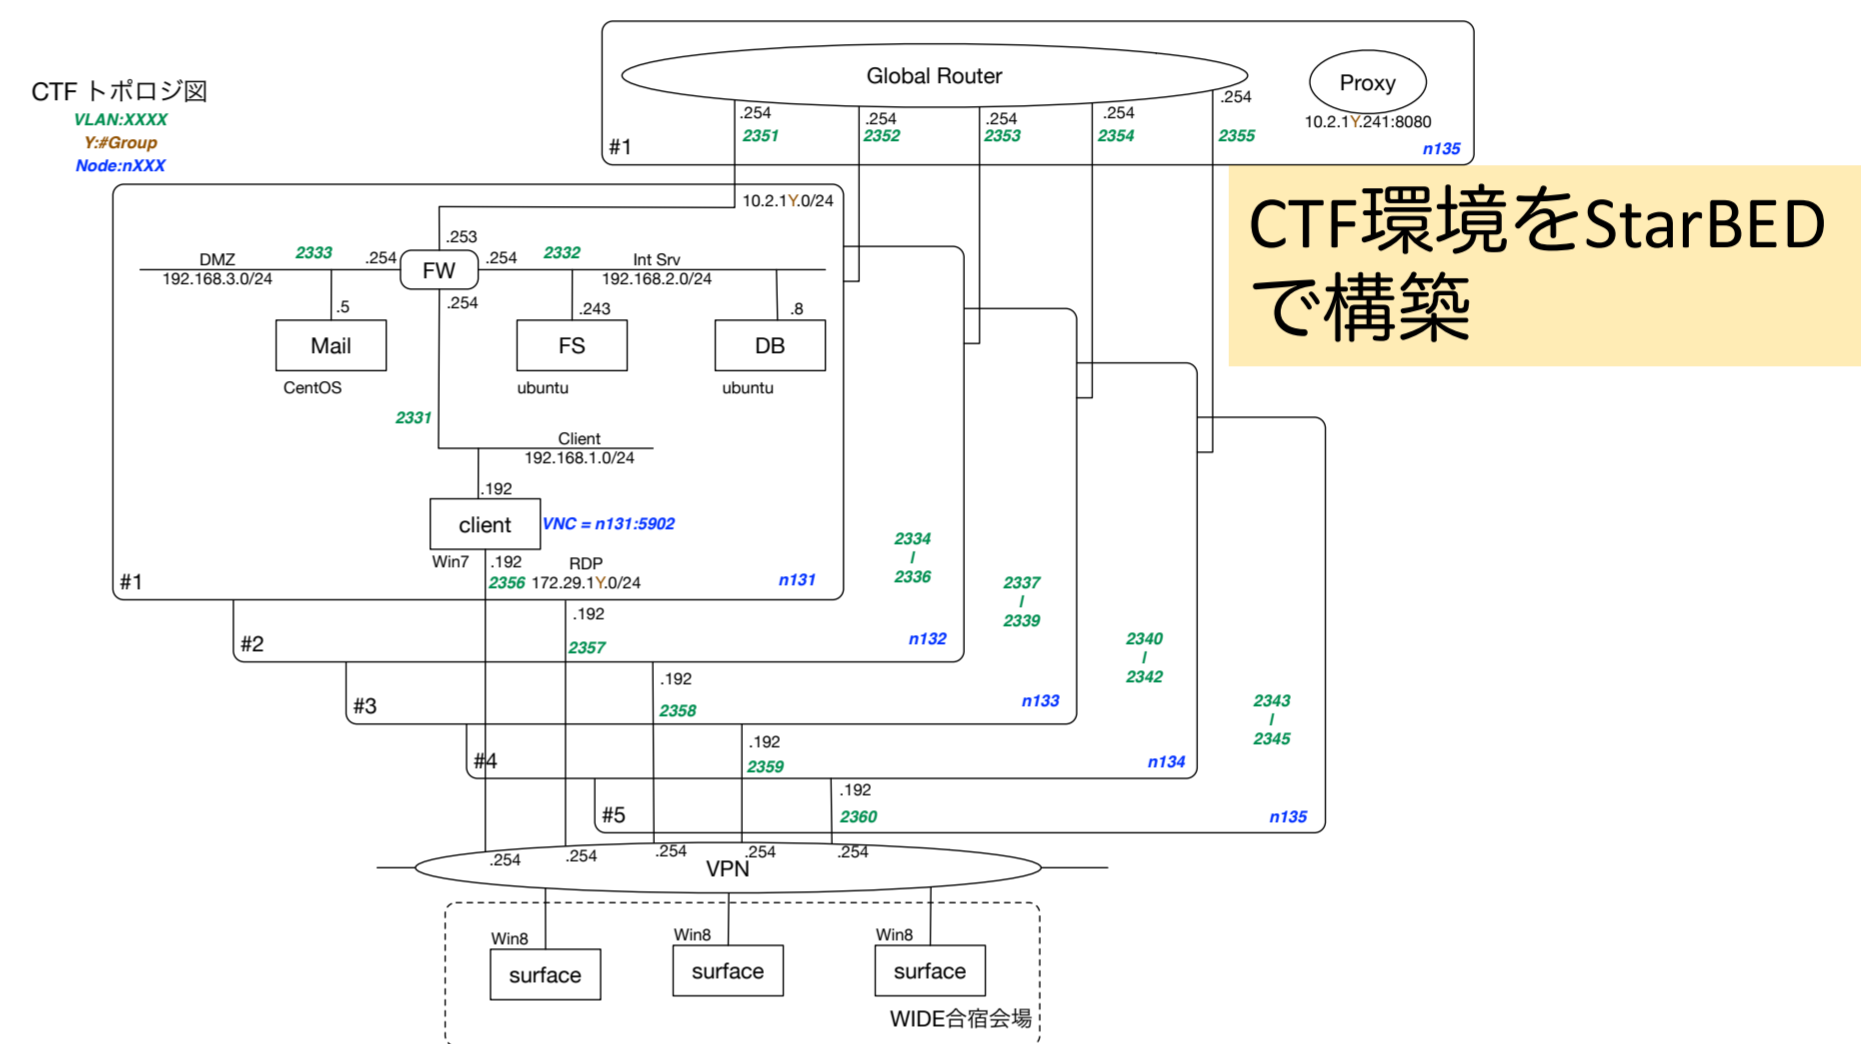 CTF トポロジ図
VLAN:XXXX
Y:#Group
Node:nXXX
Global Router
Proxy
10.2.1Y.241:8080
.254
2351
.254
2352
.254
2353
.254
2354
.254
2355
#1
n135
CTF環境をStarBED
で構築
10.2.1Y.0/24
.253
DMZ
2333
.254
FW
.254
2332
Int Srv
192.168.3.0/24
192.168.2.0/24
.254
.5
.243
.8
Mail
FS
DB
CentOS
ubuntu
ubuntu
2331
Client
192.168.1.0/24
.192
client
VNC = n131:5902
Win7
.192
RDP
2356
172.29.1Y.0/24
#1
n131
2334
I
2336
.192
2357
#2
n132
2337
I
2339
.192
2358
#3
n133
2340
I
2342
.192
2359
#4
n134
2343
I
2345
.192
2360
#5
n135
.254
.254
.254
.254
.254
VPN
Win8
surface
Win8
surface
Win8
surface
WIDE合宿会場